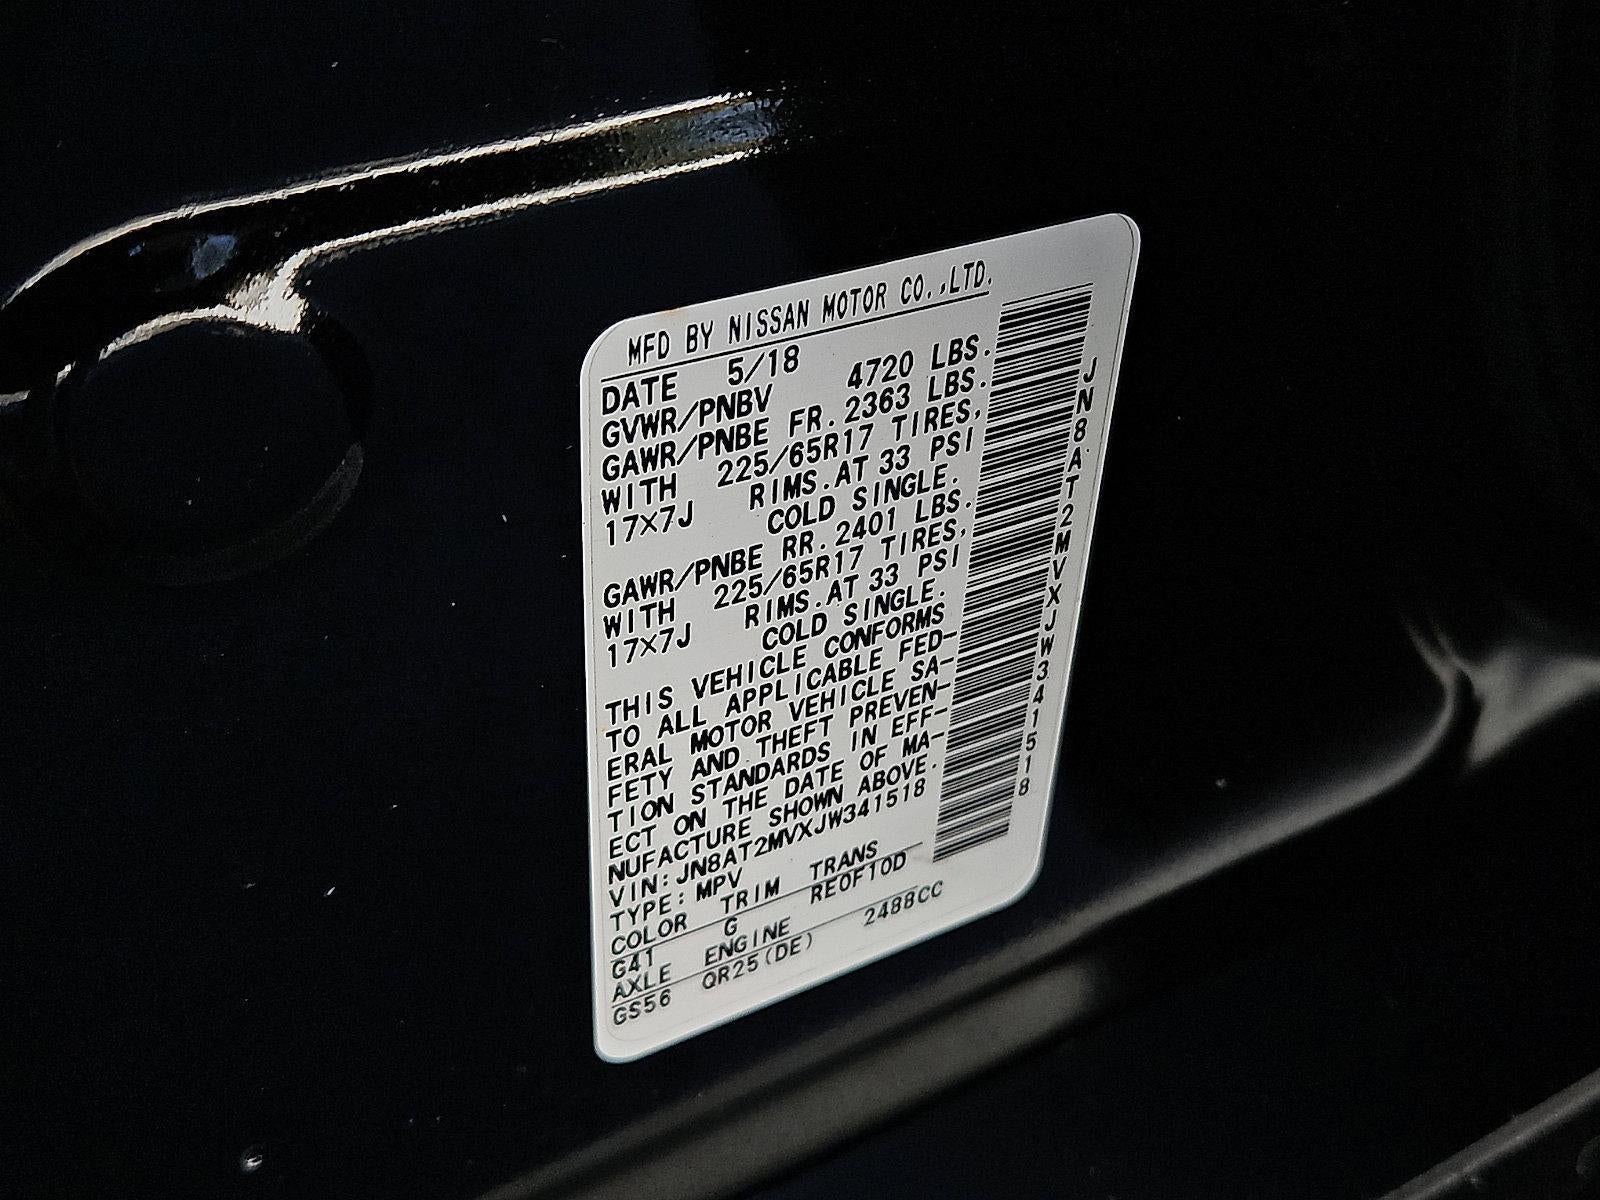 MFD BY NISSAN MOTOR CO.,LTD.
DATE 5/18
GVWR/PNBV 4720 LBS.
GAWR/PNBE FR. 2363 LBS.
WITH 225/65R17 TIRES,
17×7J RIMS.AT 33 PSI
COLD SINGLE.
GAWR/PNBE RR. 2401 LBS.
WITH 225/65R17 TIRES,
17×7J RIMS.AT 33 PSI
COLD SINGLE.
THIS VEHICLE CONFORMS
TO ALL APPLICABLE FED-
ERAL MOTOR VEHICLE SA-
FETY AND THEFT PREVEN-
TION STANDARDS IN EFF-
ECT ON THE DATE OF MA-
NUFACTURE SHOWN ABOVE.
VIN:JN8AT2MVXJW341518
TYPE:MPV
COLOR TRIM TRANS
G41 G RE0F10D
AXLE ENGINE
GS56 QR25(DE) 2488CC
JN8AT2MVXJW341518